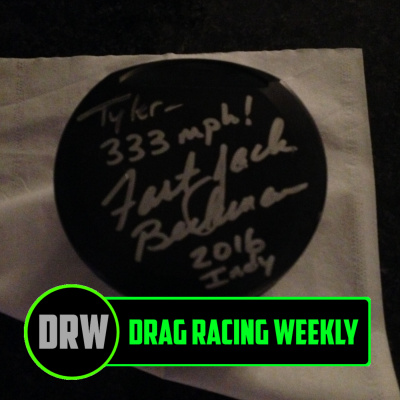 Tyler-
333 mph!
Fast Jack
Beckman
2016
Indy
DRW DRAG RACING WEEKLY